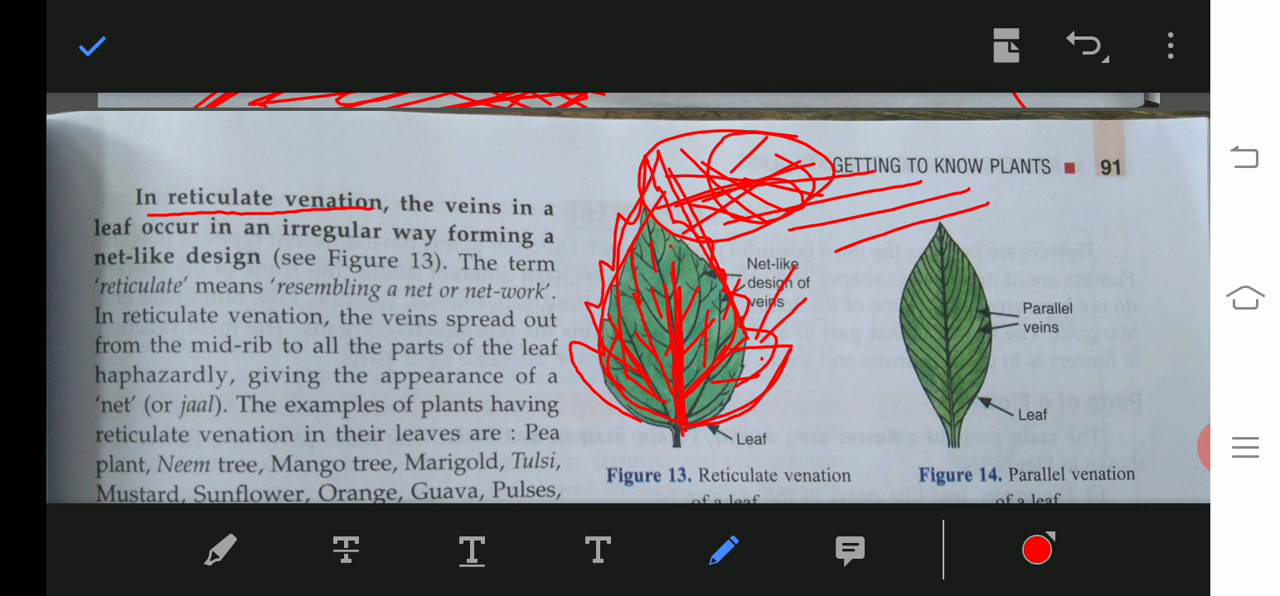 GETTING TO KNOW PLANTS ■ 91
In reticulate venation, the veins in a
leaf occur in an irregular way forming a
net-like design (see Figure 13). The term
'reticulate' means 'resembling a net or net-work'.
In reticulate venation, the veins spread out
from the mid-rib to all the parts of the leaf
haphazardly, giving the appearance of a
'net' (or jaal). The examples of plants having
reticulate venation in their leaves are : Pea
plant, Neem tree, Mango tree, Marigold, Tulsi,
Mustard, Sunflower, Orange, Guava, Pulses,
Net-like
design of
veins
Leaf
Figure 13. Reticulate venation
of a leaf
Parallel
veins
Leaf
Figure 14. Parallel venation
of a leaf